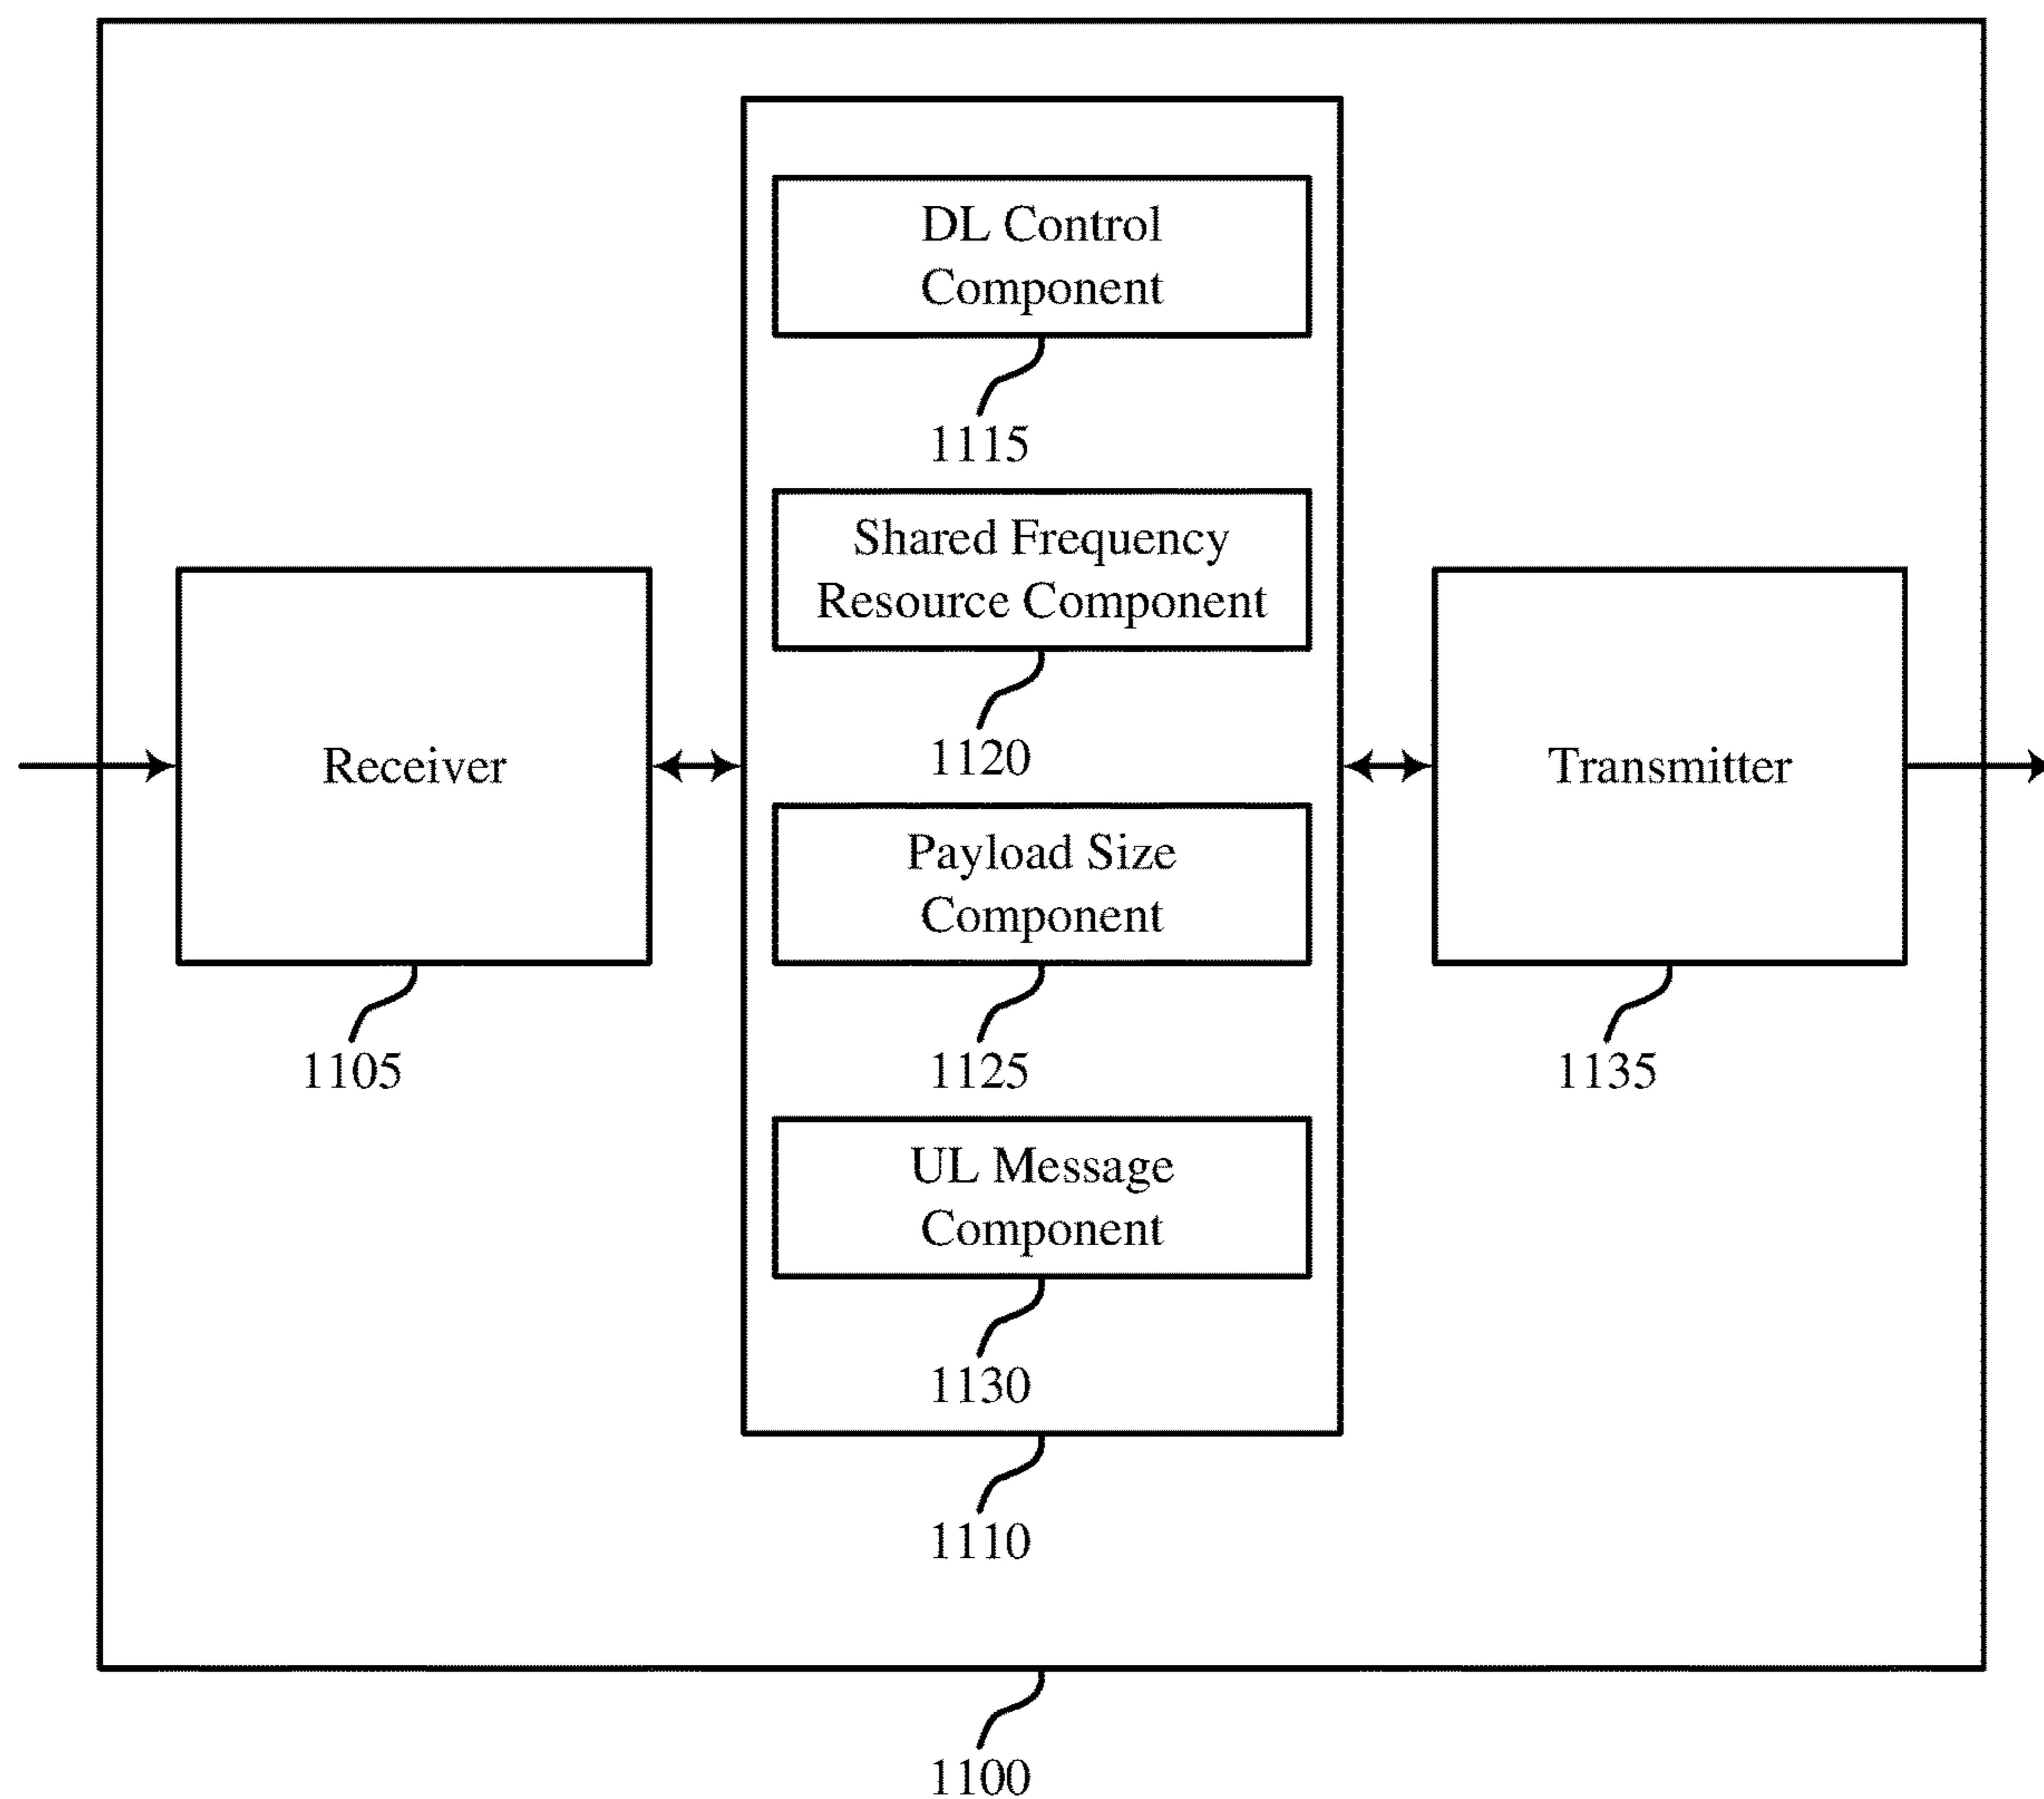 DL Control
Component
1115
Shared Frequency
Resource Component
1120
Receiver
1105
Payload Size
Component
1125
Transmitter
1135
UL Message
Component
1130
1110
1100